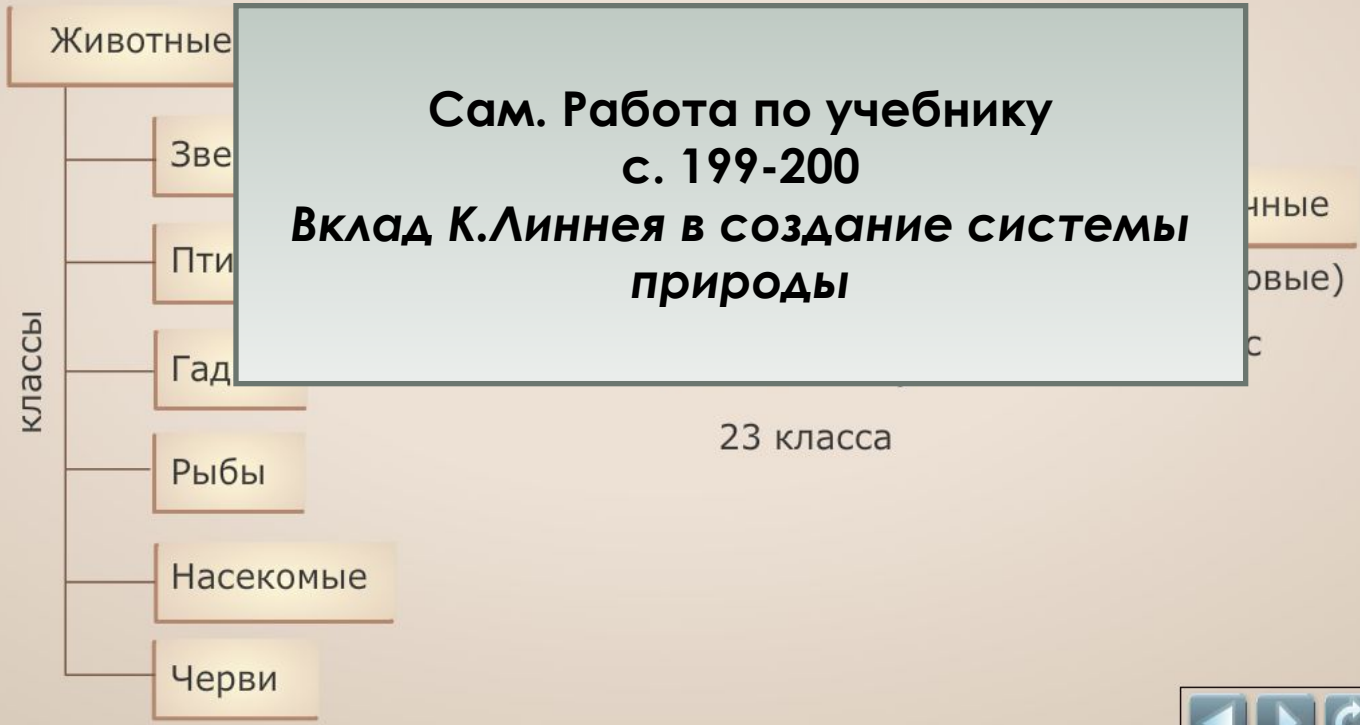 Животные
Сам. Работа по учебнику
с. 199-200
Вклад К.Линнея в создание системы
природы
классы
Рыбы
Насекомые
Черви
23 класса